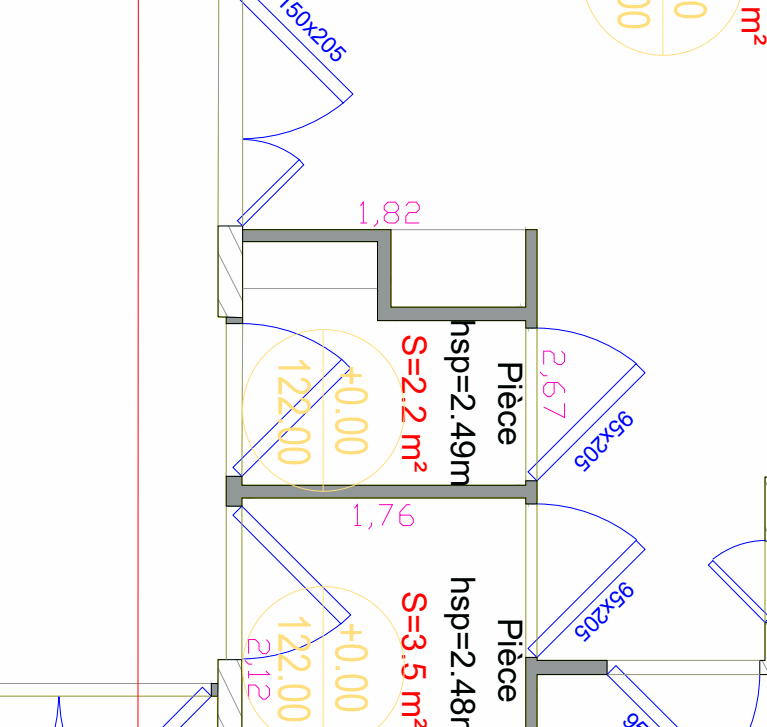 150x205
m²
1,82
Pièce
hsp=2.49m
S=2.2 m²
+0.00
122.00
2,67
95x205
1,76
Pièce
hsp=2.48
S=3.5 m²
+0.00
122.00
2,12
95x205